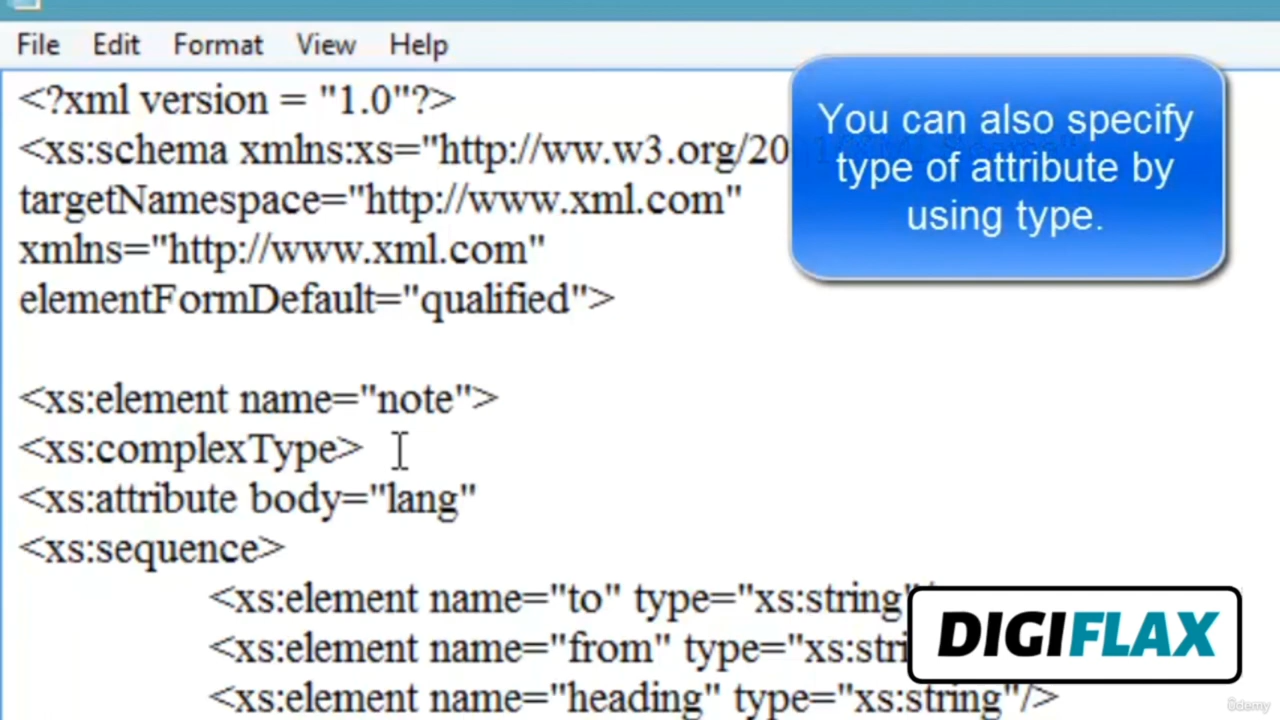 File Edit Format View Help
<?xml version = "1.0"?>
<xs:schema xmlns:xs="http://ww.w3.org/20
targetNamespace="http://www.xml.com"
xmlns="http://www.xml.com"
elementFormDefault="qualified">
You can also specify
type of attribute by
using type.
<xs:element name="note">
<xs:complexType>
<xs:attribute body="lang"
<xs:sequence>
<xs:element name="to" type="xs:string"/
<xs:element name="from" type="xs:stri
<xs:element name="heading" type="xs:string"/>
DIGIFLAX
ûdemy